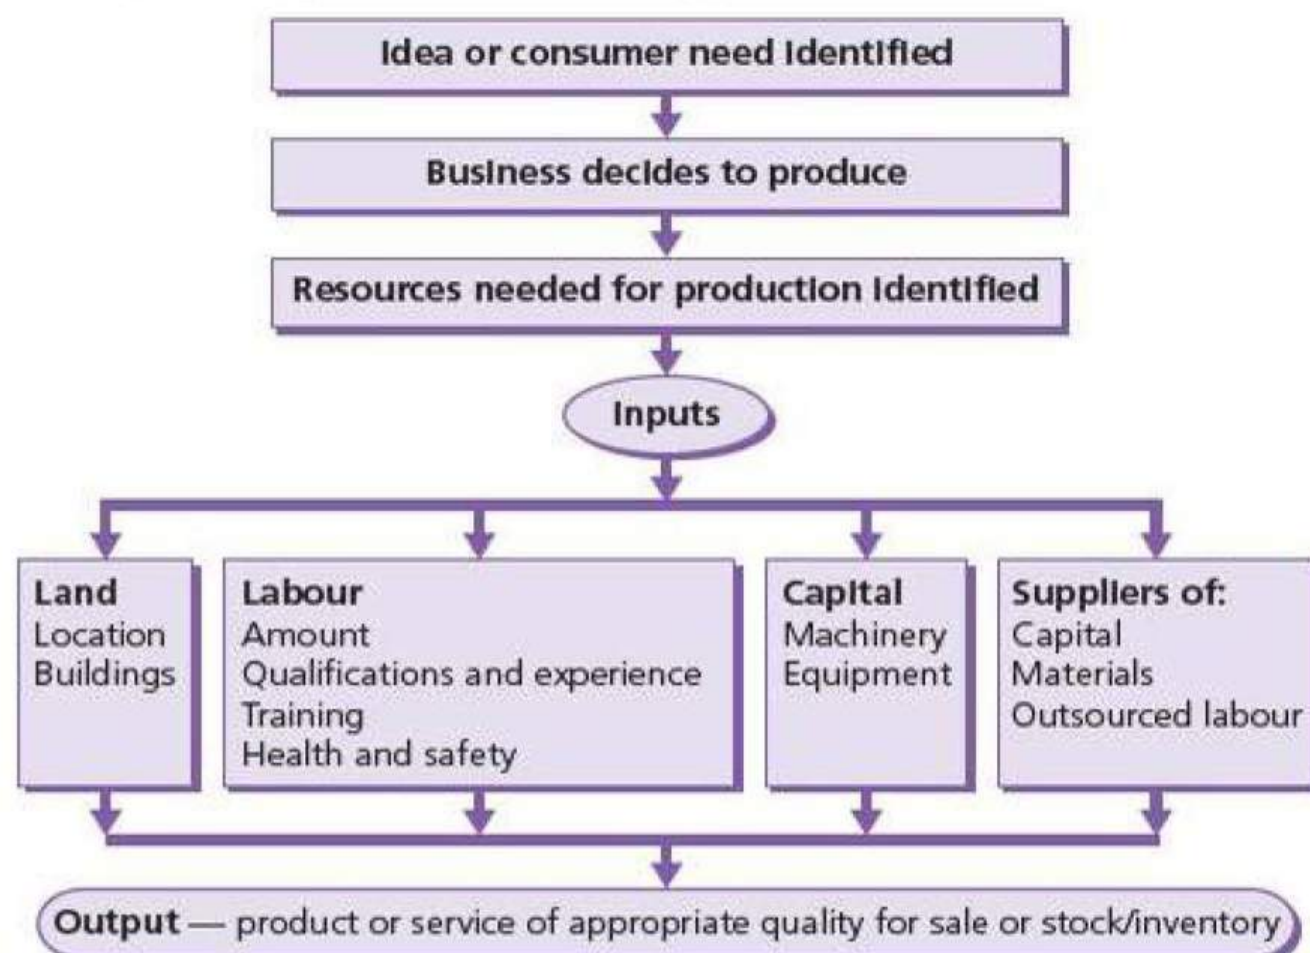 Idea or consumer need identified
Business decides to produce
Resources needed for production identified
Inputs
Land
Location
Buildings
Labour
Amount
Qualifications and experience
Training
Health and safety
Capital
Machinery
Equipment
Suppliers of:
Capital
Materials
Outsourced labour
Output — product or service of appropriate quality for sale or stock/inventory